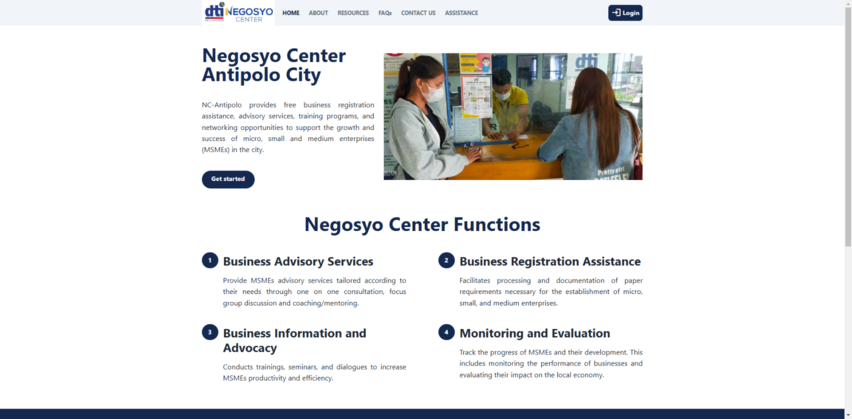 dti NEGOSYO CENTER
HOME ABOUT RESOURCES FAQs CONTACT US ASSISTANCE
Login
Negosyo Center
Antipolo City
NC-Antipolo provides free business registration
assistance, advisory services, training programs, and
networking opportunities to support the growth and
success of micro, small and medium enterprises
(MSMEs) in the city.
Get started
dti
Negosyo Center Functions
1 Business Advisory Services
Provide MSMEs advisory services tailored according to
their needs through one on one consultation, focus
group discussion and coaching/mentoring.
2 Business Registration Assistance
Facilitates processing and documentation of paper
requirements necessary for the establishment of micro,
small, and medium enterprises.
3 Business Information and
Advocacy
Conducts trainings, seminars, and dialogues to increase
MSMEs productivity and efficiency.
4 Monitoring and Evaluation
Track the progress of MSMEs and their development. This
includes monitoring the performance of businesses and
evaluating their impact on the local economy.